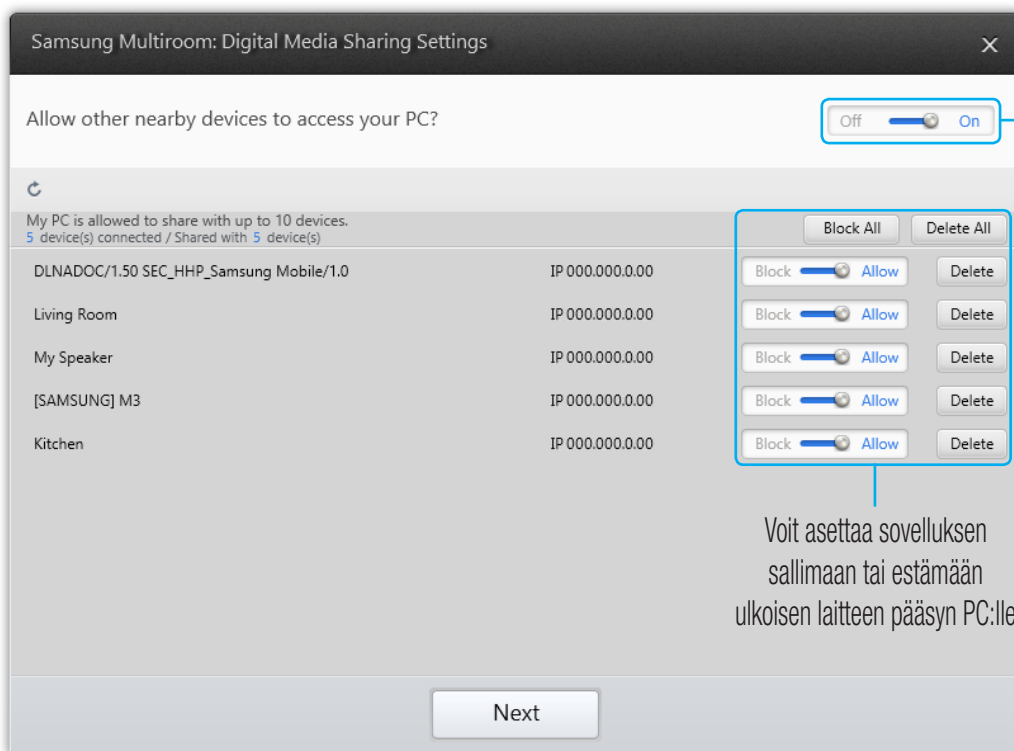 Samsung Multiroom: Digital Media Sharing Settings
Allow other nearby devices to access your PC?
Off On
My PC is allowed to share with up to 10 devices.
5 device(s) connected / Shared with 5 device(s)
Block All Delete All
DLNADOC/1.50 SEC_HHP_Samsung Mobile/1.0 IP 000.000.0.00 Block Allow Delete
Living Room IP 000.000.0.00 Block Allow Delete
My Speaker IP 000.000.0.00 Block Allow Delete
[SAMSUNG] M3 IP 000.000.0.00 Block Allow Delete
Kitchen IP 000.000.0.00 Block Allow Delete
Voit asettaa sovelluksen
sallimaan tai estämään
ulkoisen laitteen pääsyn PC:lle
Next